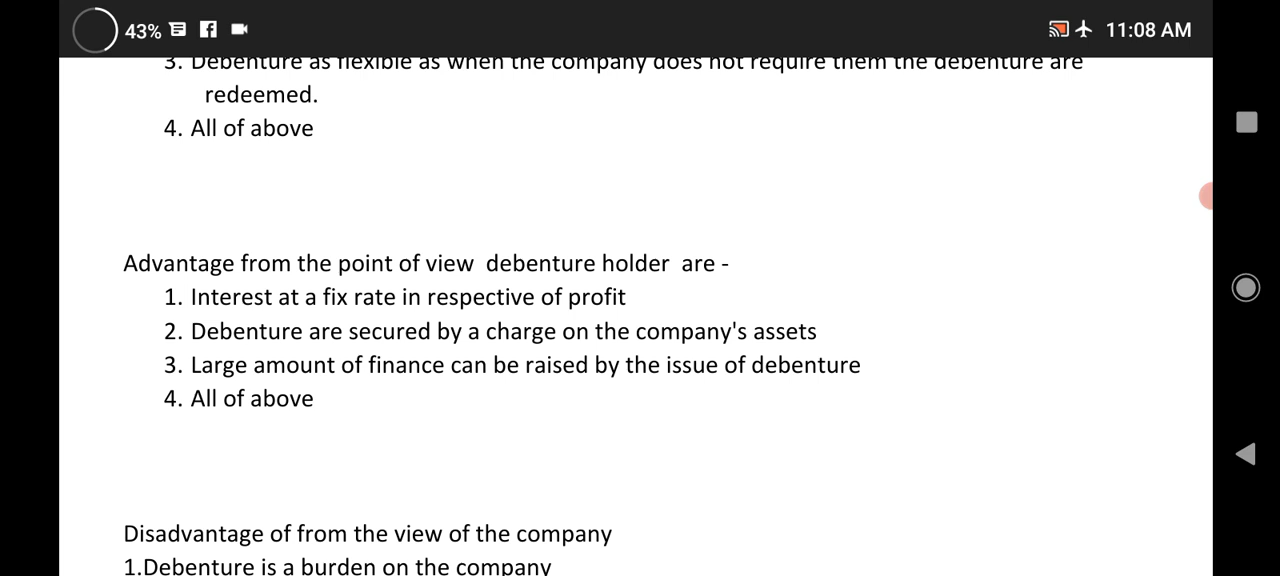 43% 11:08 AM
3. Debenture as flexible as when the company does not require them the debenture are
redeemed.
4. All of above
Advantage from the point of view debenture holder are -
1. Interest at a fix rate in respective of profit
2. Debenture are secured by a charge on the company's assets
3. Large amount of finance can be raised by the issue of debenture
4. All of above
Disadvantage of from the view of the company
1.Debenture is a burden on the company